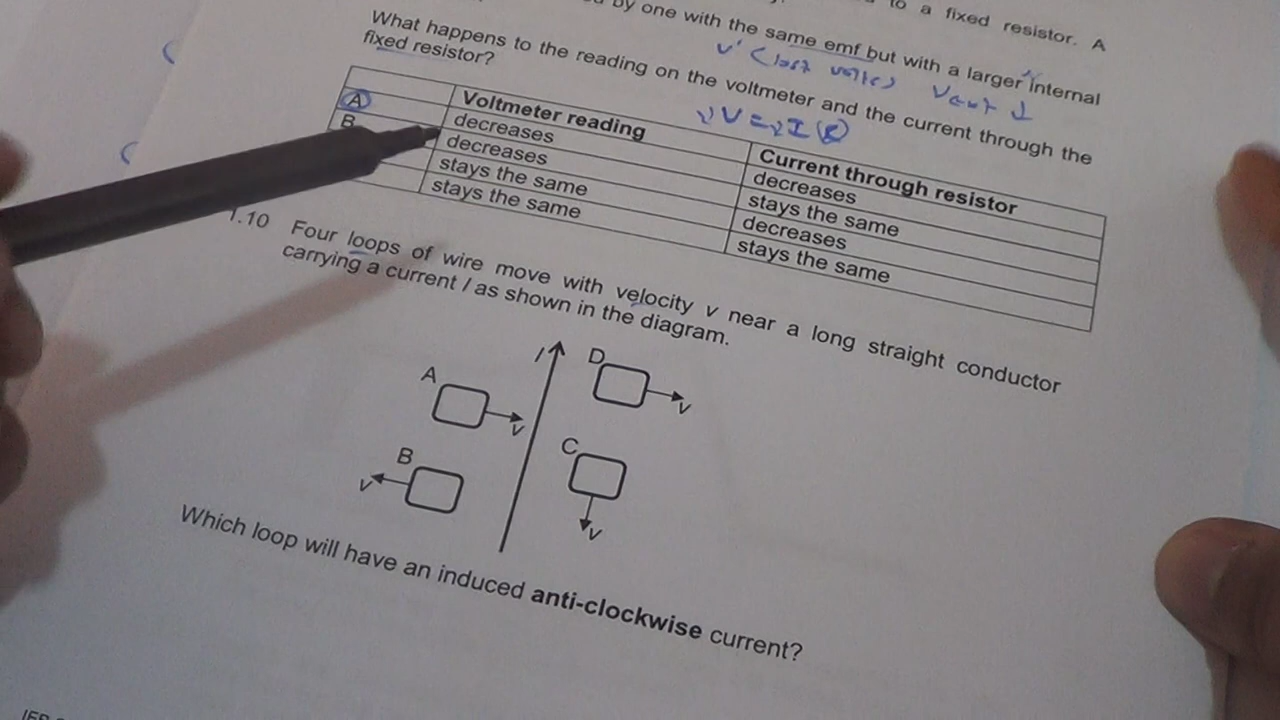 to a fixed resistor. A
by one with the same emf but with a larger internal
What happens to the reading on the voltmeter and the current through the
fixed resistor?
V' (lost volts) Vext ↓
↓V = ↓I (R)
Voltmeter reading Current through resistor
A decreases decreases
B decreases stays the same
stays the same decreases
stays the same stays the same
1.10 Four loops of wire move with velocity v near a long straight conductor
carrying a current I as shown in the diagram.
I
D
A
v
v
C
B
v
v
Which loop will have an induced anti-clockwise current?